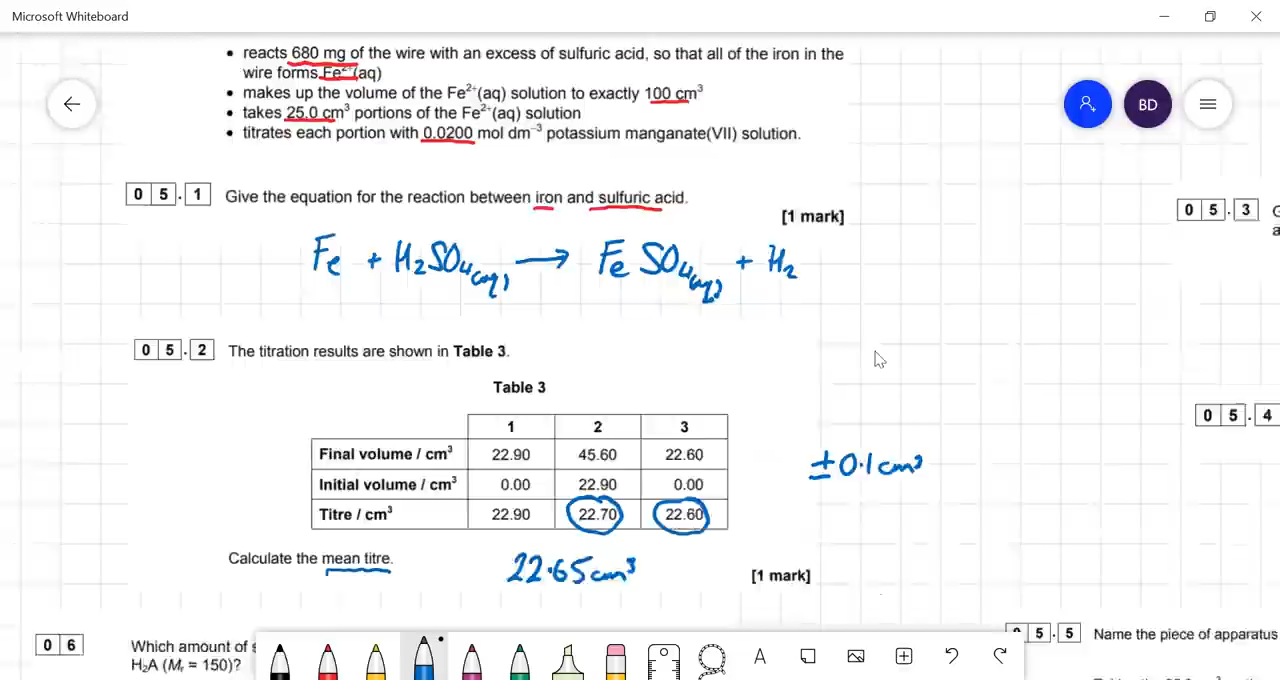 Microsoft Whiteboard
• reacts 680 mg of the wire with an excess of sulfuric acid, so that all of the iron in the
wire forms Fe²⁺(aq)
• makes up the volume of the Fe²⁺(aq) solution to exactly 100 cm³
• takes 25.0 cm³ portions of the Fe²⁺(aq) solution
• titrates each portion with 0.0200 mol dm⁻³ potassium manganate(VII) solution.
BD
0 5 . 1 Give the equation for the reaction between iron and sulfuric acid.
[1 mark]
0 5 . 3
a
Fe + H₂SO₄(aq) → FeSO₄(aq) + H₂
0 5 . 2 The titration results are shown in Table 3.
Table 3
0 5 . 4
1 2 3
Final volume / cm³ 22.90 45.60 22.60
Initial volume / cm³ 0.00 22.90 0.00
Titre / cm³ 22.90 22.70 22.60
± 0.1 cm³
Calculate the mean titre.
22.65 cm³
[1 mark]
0 6 Which amount of
H₂A (Mᵣ = 150)?
5 . 5 Name the piece of apparatus
A